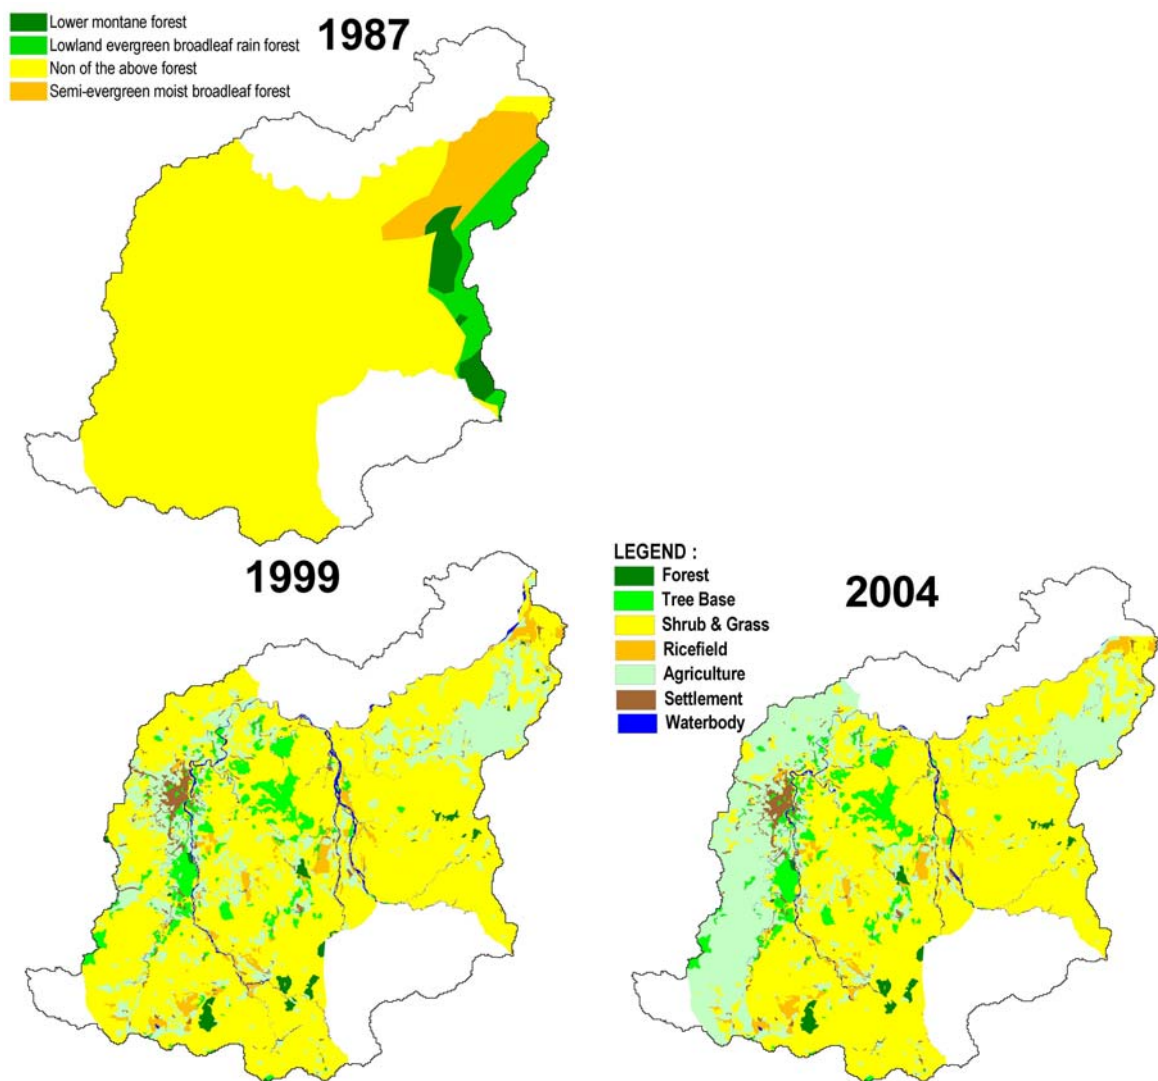 Lower montane forest
Lowland evergreen broadleaf rain forest
Non of the above forest
Semi-evergreen moist broadleaf forest
1987
1999
LEGEND :
Forest
Tree Base
Shrub & Grass
Ricefield
Agriculture
Settlement
Waterbody
2004